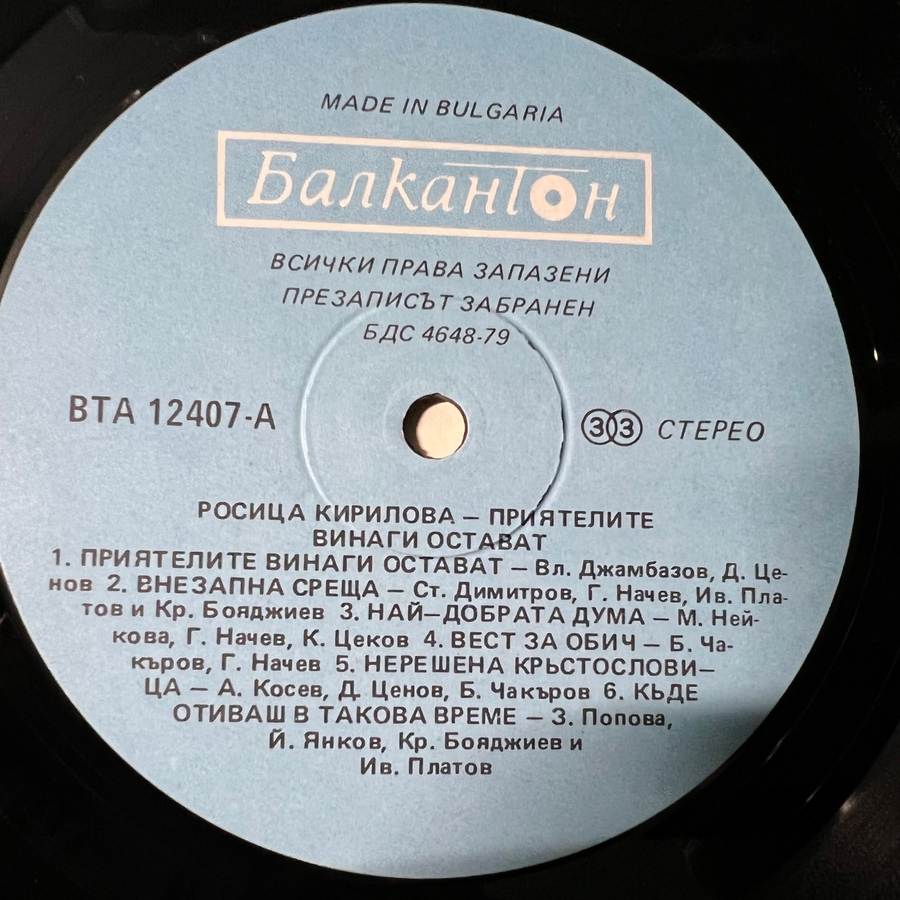 MADE IN BULGARIA
Балкантон
ВСИЧКИ ПРАВА ЗАПАЗЕНИ
ПРЕЗАПИСЪТ ЗАБРАНЕН
БДС 4648-79
ВТА 12407-А
33 СТЕРЕО
РОСИЦА КИРИЛОВА – ПРИЯТЕЛИТЕ
ВИНАГИ ОСТАВАТ
1. ПРИЯТЕЛИТЕ ВИНАГИ ОСТАВАТ – Вл. Джамбазов, Д. Це-
нов 2. ВНЕЗАПНА СРЕЩА – Ст. Димитров, Г. Начев, Ив. Пла-
тов и Кр. Бояджиев 3. НАЙ–ДОБРАТА ДУМА – М. Ней-
кова, Г. Начев, К. Цеков 4. ВЕСТ ЗА ОБИЧ – Б. Ча-
къров, Г. Начев 5. НЕРЕШЕНА КРЬСТОСЛОВИ–
ЦА – А. Косев, Д. Ценов, Б. Чакъров 6. КЬДЕ
ОТИВАШ В ТАКОВА ВРЕМЕ – З. Попова,
Й. Янков, Кр. Бояджиев и
Ив. Платов